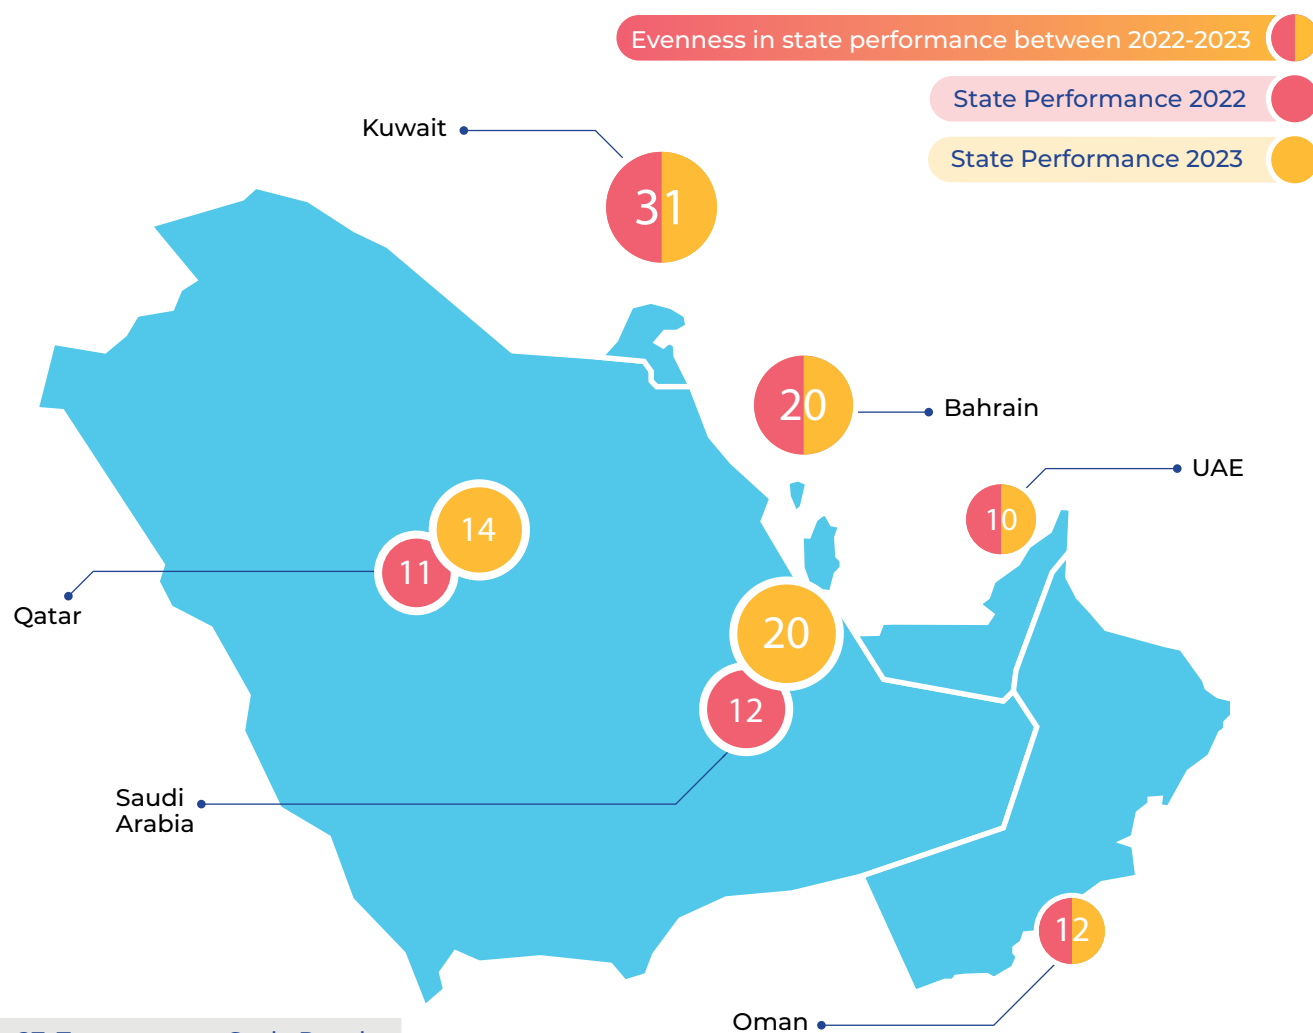 Evenness in state performance between 2022-2023
State Performance 2022
State Performance 2023
Kuwait
31
20
Bahrain
UAE
10
14
11
Qatar
20
12
Saudi
Arabia
12
Oman